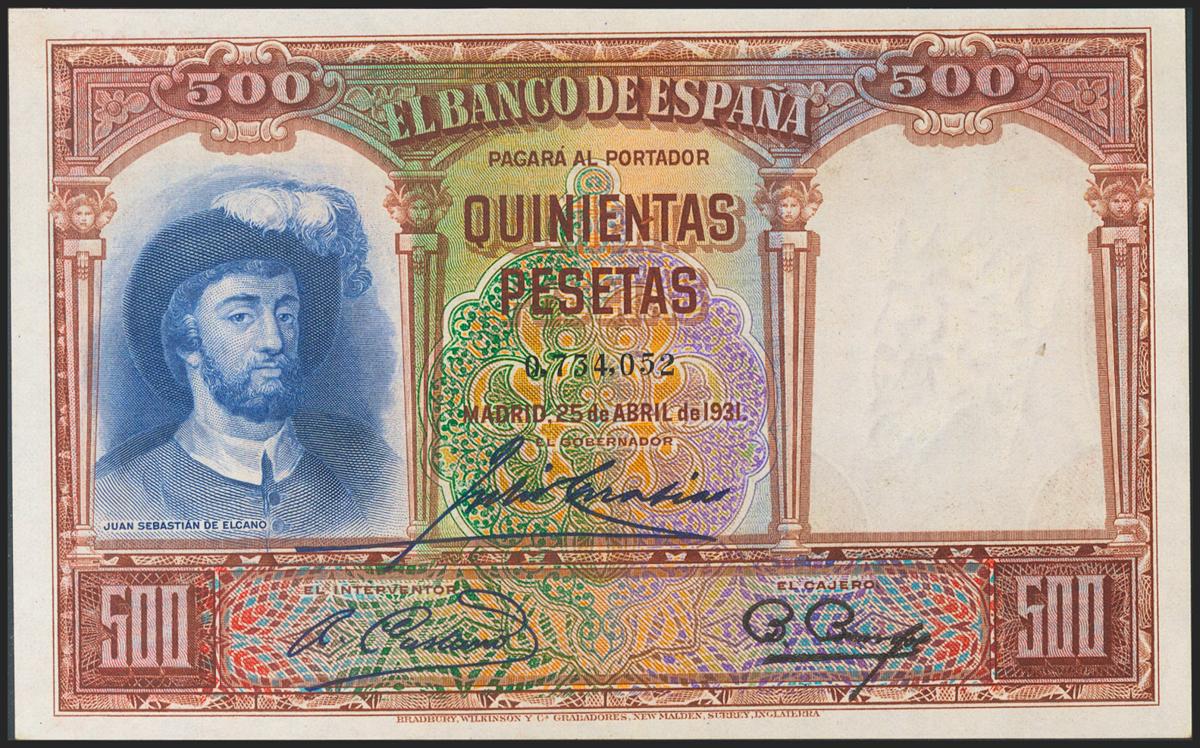 500
500
EL BANCO DE ESPAÑA
PAGARÁ AL PORTADOR
QUINIENTAS
PESETAS
0,734,052
MADRID, 25 de ABRIL de 1931.
EL GOBERNADOR
JUAN SEBASTIÁN DE ELCANO
EL INTERVENTOR
EL CAJERO
500
500
BRADBURY, WILKINSON Y Cª GRABADORES, NEW MALDEN, SURREY, INGLATERRA